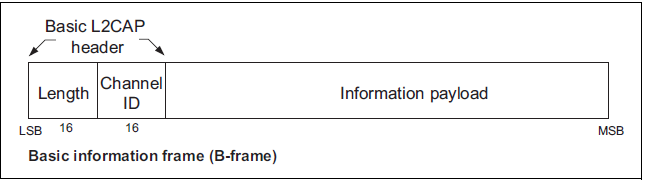 Basic L2CAP
header
Length
Channel
ID
Information payload
LSB
16
16
MSB
Basic information frame (B-frame)